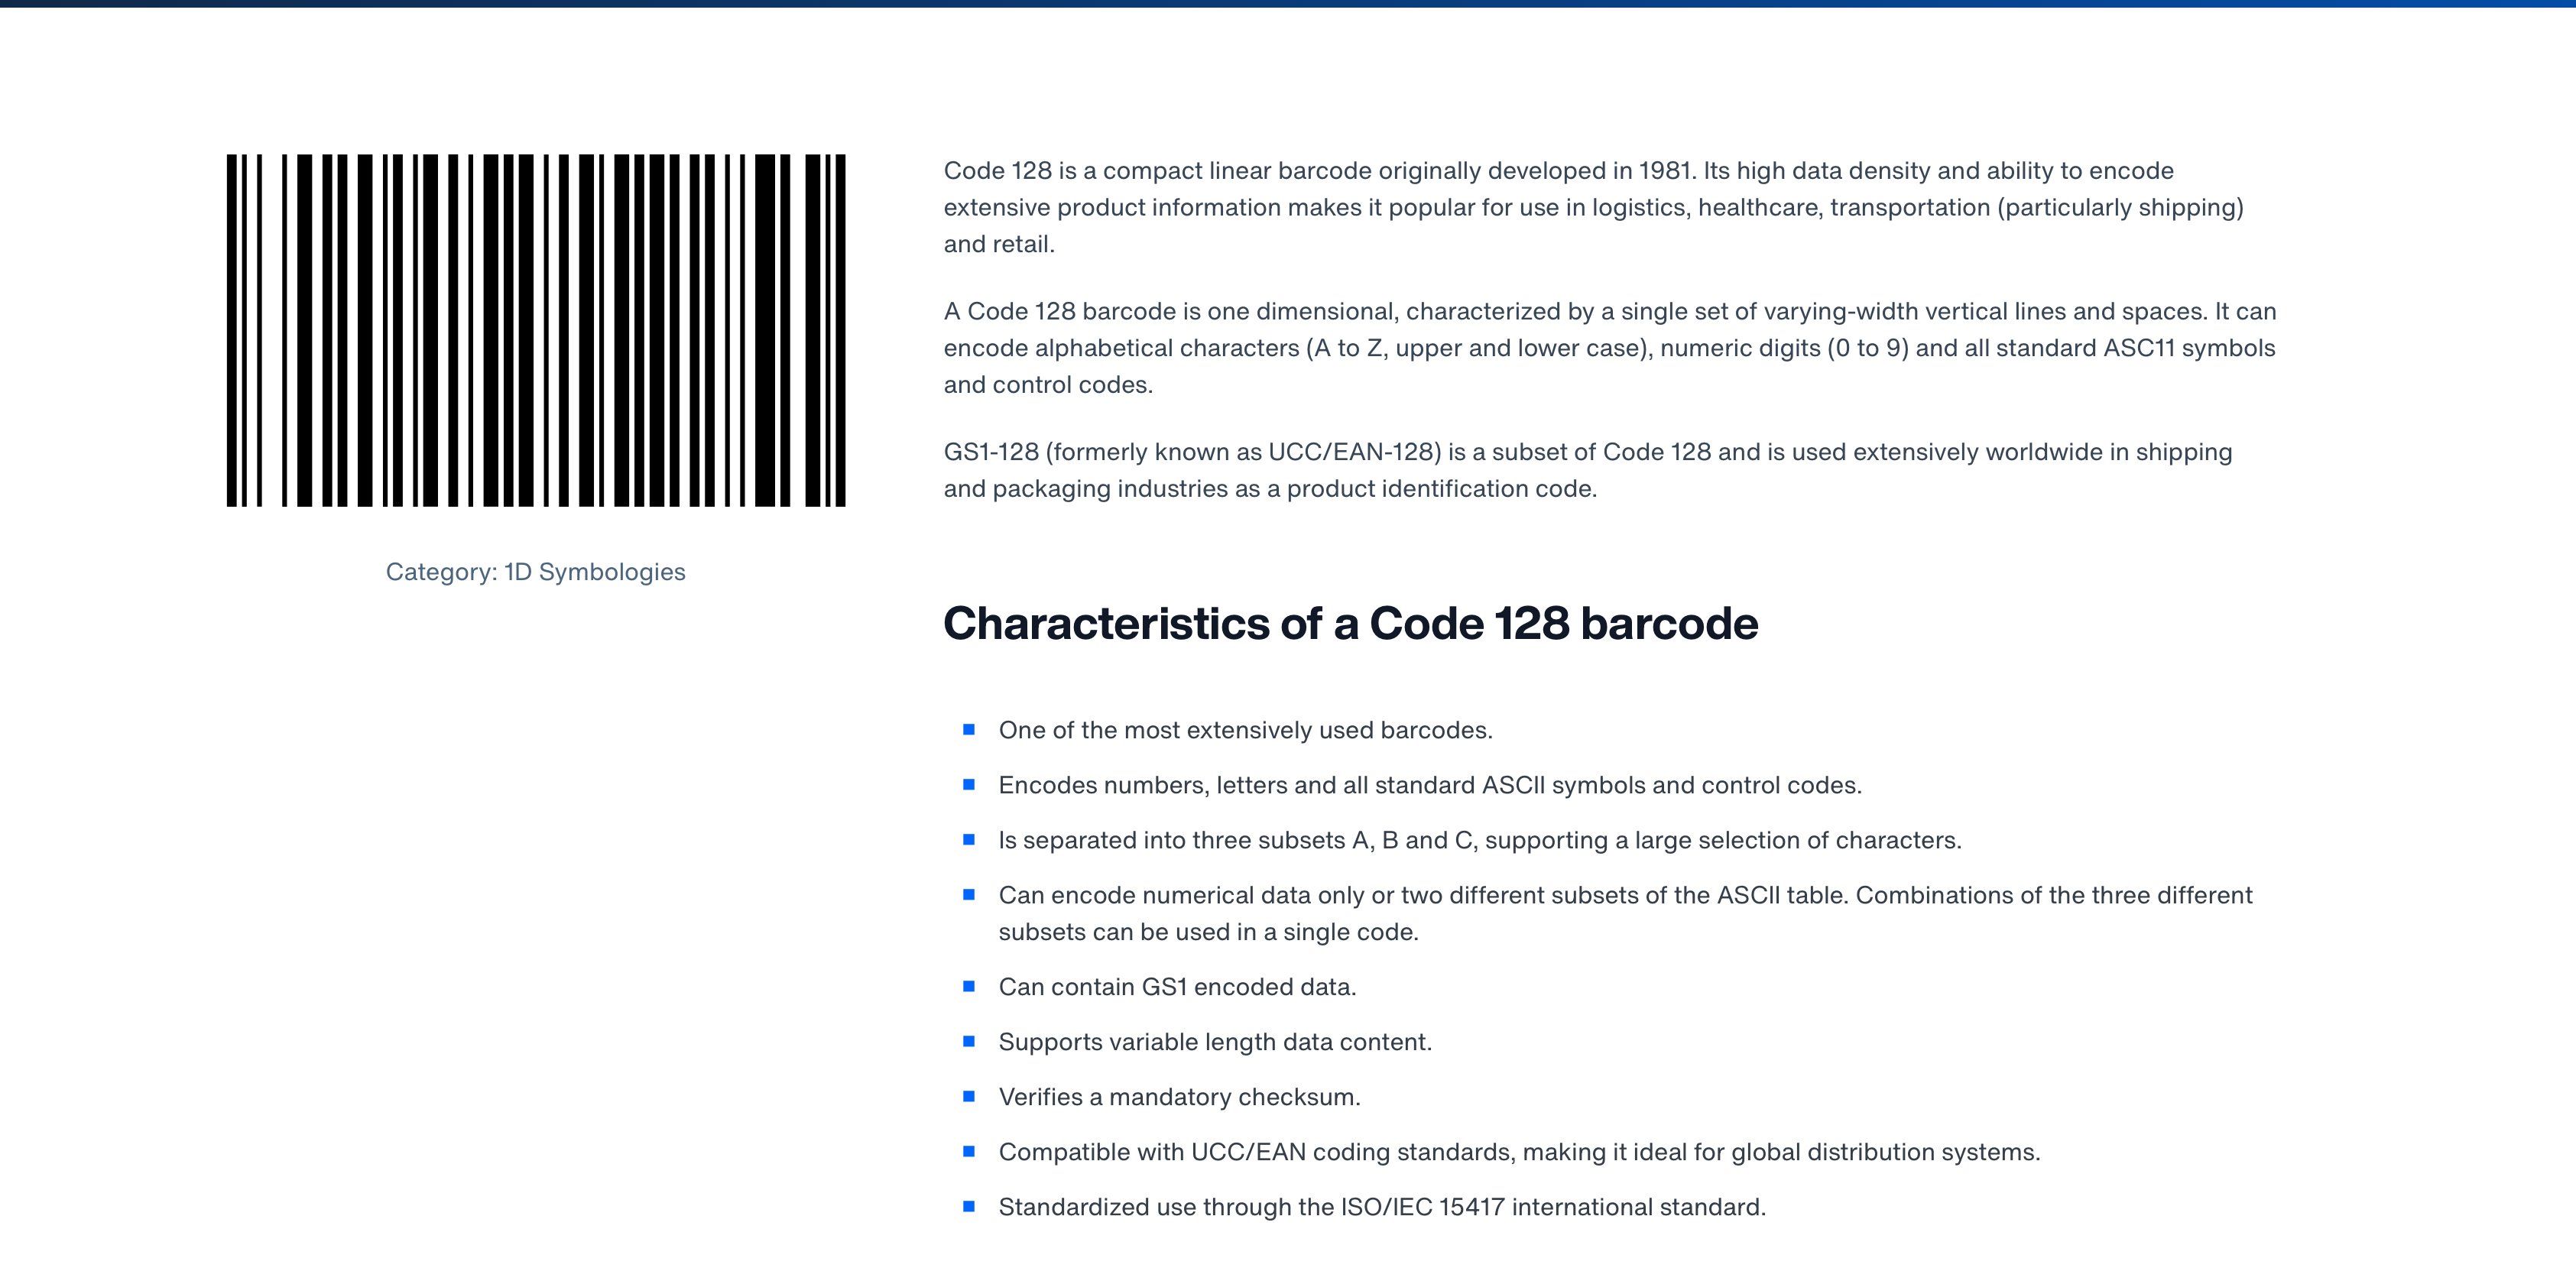 Code 128 is a compact linear barcode originally developed in 1981. Its high data density and ability to encode
extensive product information makes it popular for use in logistics, healthcare, transportation (particularly shipping)
and retail.
A Code 128 barcode is one dimensional, characterized by a single set of varying-width vertical lines and spaces. It can
encode alphabetical characters (A to Z, upper and lower case), numeric digits (0 to 9) and all standard ASC11 symbols
and control codes.
GS1-128 (formerly known as UCC/EAN-128) is a subset of Code 128 and is used extensively worldwide in shipping
and packaging industries as a product identification code.
Category: 1D Symbologies
Characteristics of a Code 128 barcode
One of the most extensively used barcodes.
Encodes numbers, letters and all standard ASCII symbols and control codes.
Is separated into three subsets A, B and C, supporting a large selection of characters.
Can encode numerical data only or two different subsets of the ASCII table. Combinations of the three different
subsets can be used in a single code.
Can contain GS1 encoded data.
Supports variable length data content.
Verifies a mandatory checksum.
Compatible with UCC/EAN coding standards, making it ideal for global distribution systems.
Standardized use through the ISO/IEC 15417 international standard.